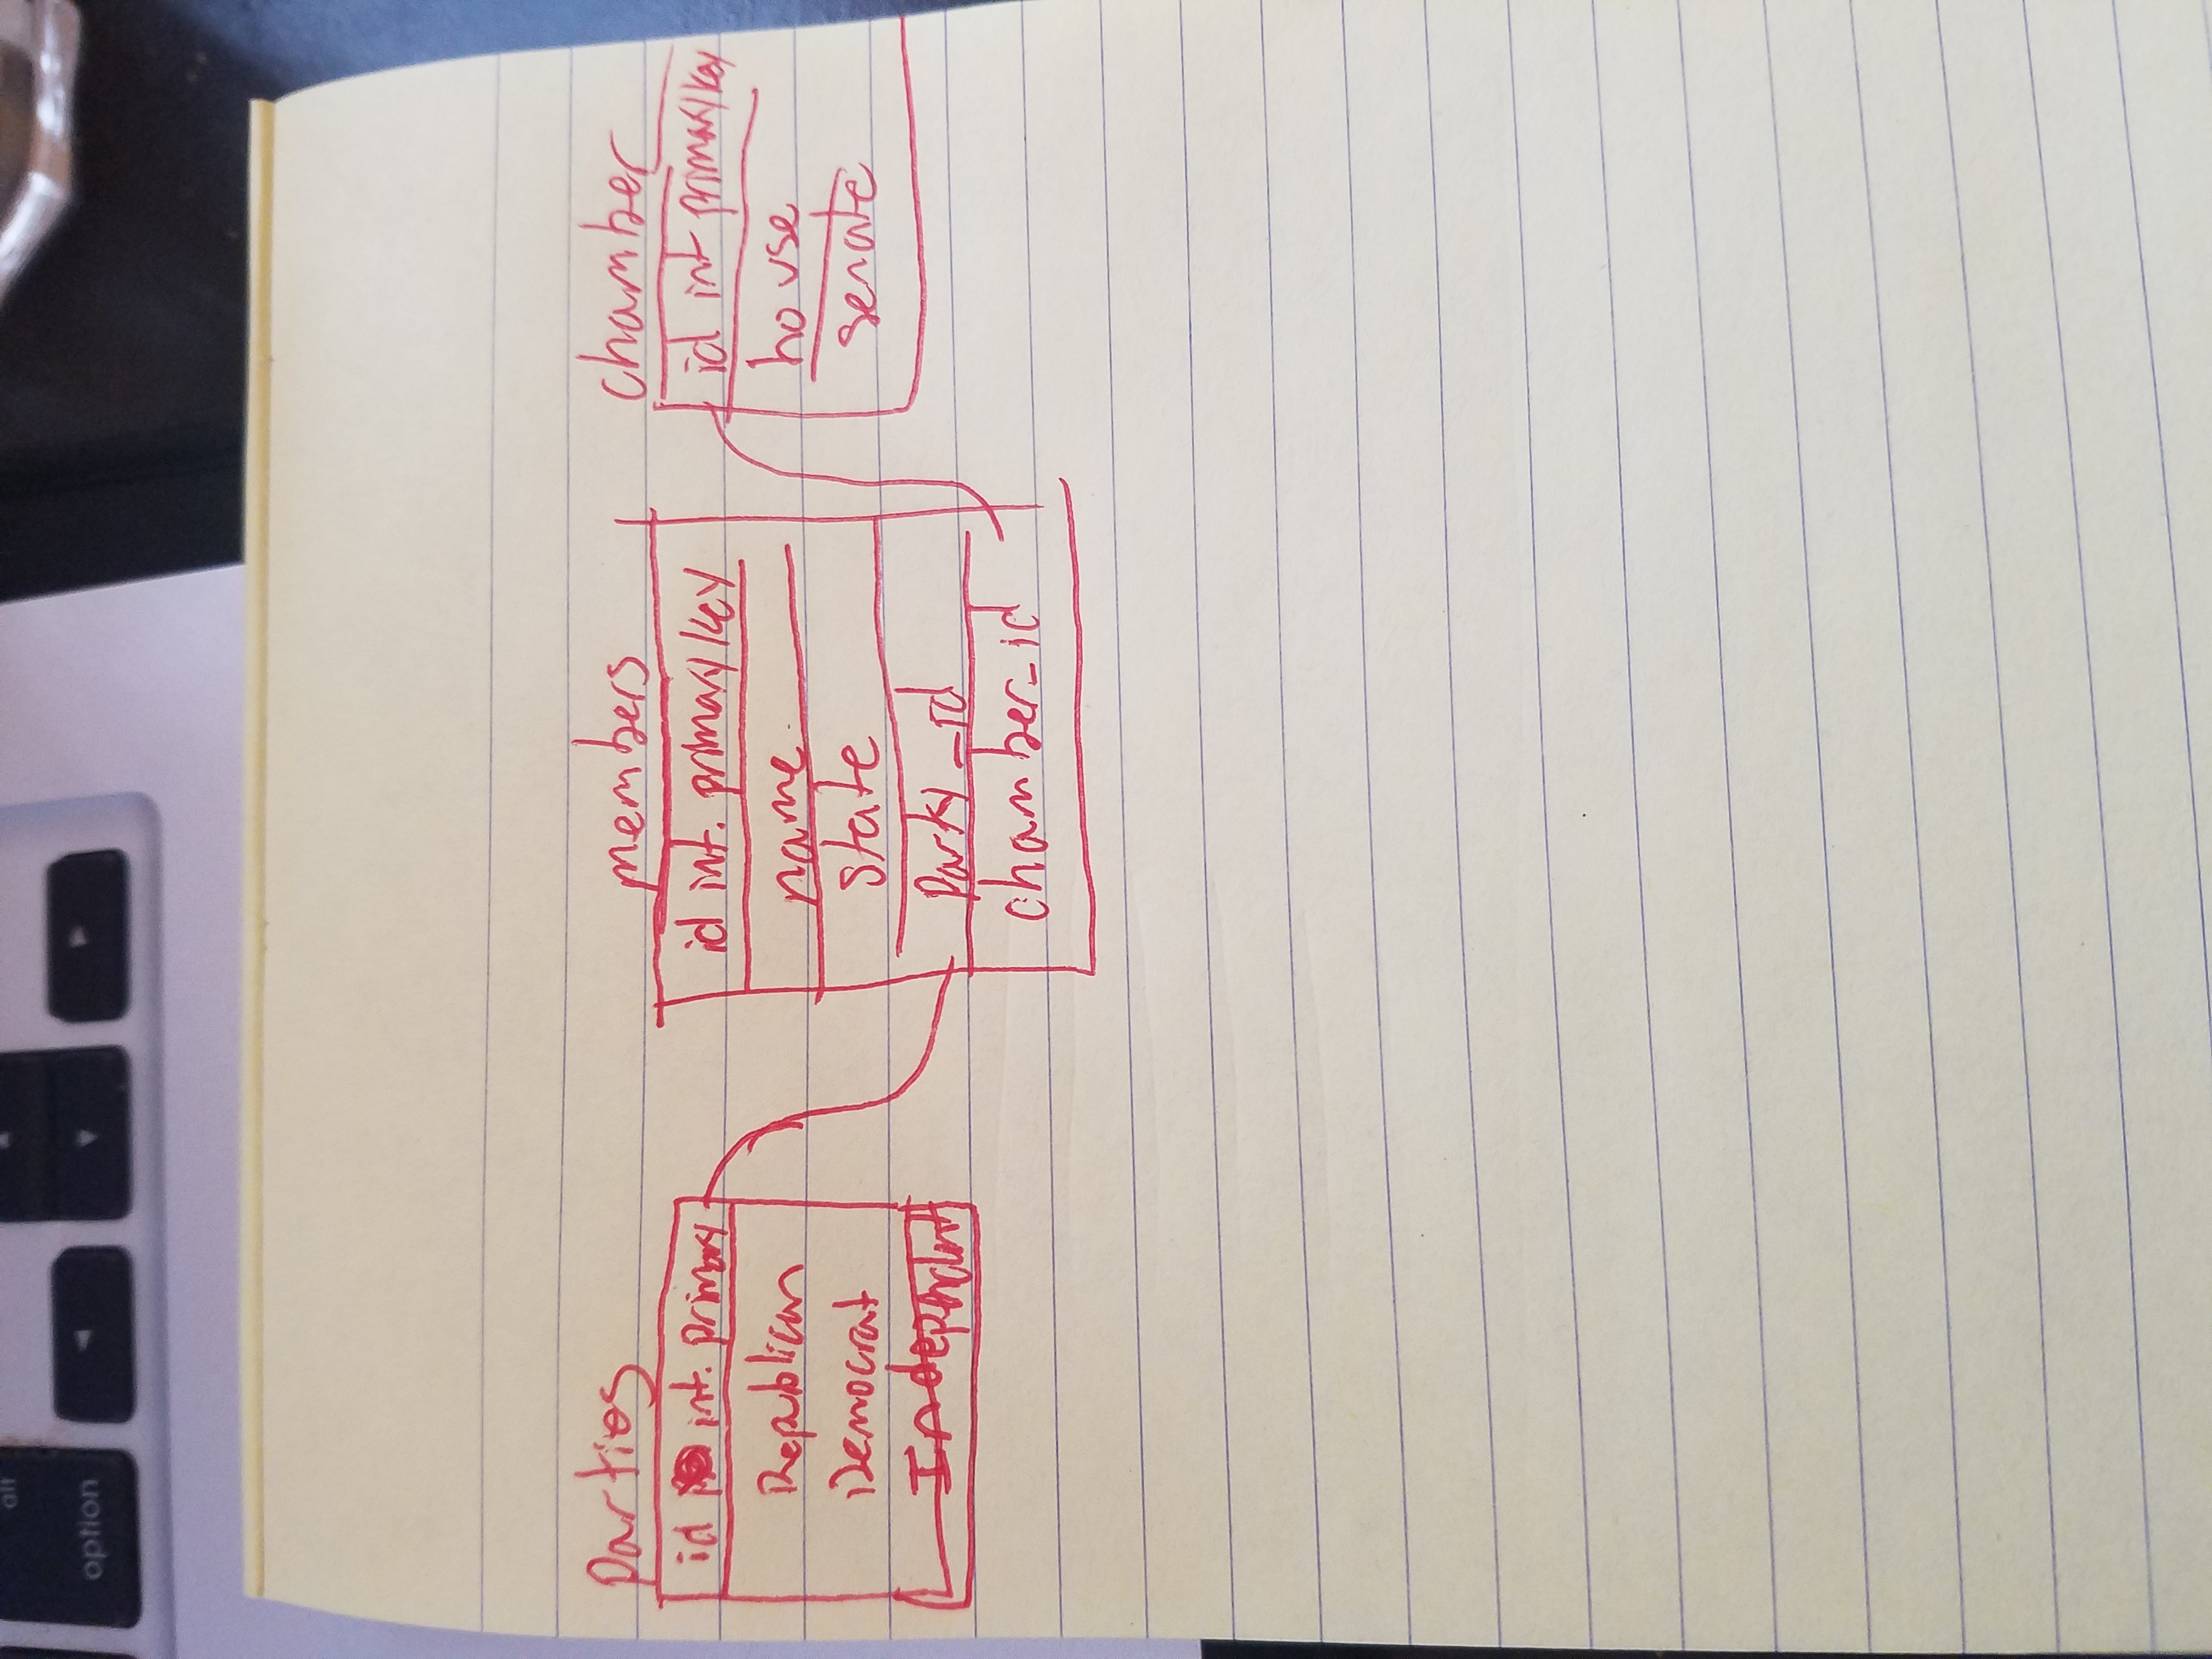 alt
option
parties
id int. primary
Republican
Democrat
Independent
members
id int. primary key
name
state
party_id
chamber_id
chamber
id int primary key
house
senate